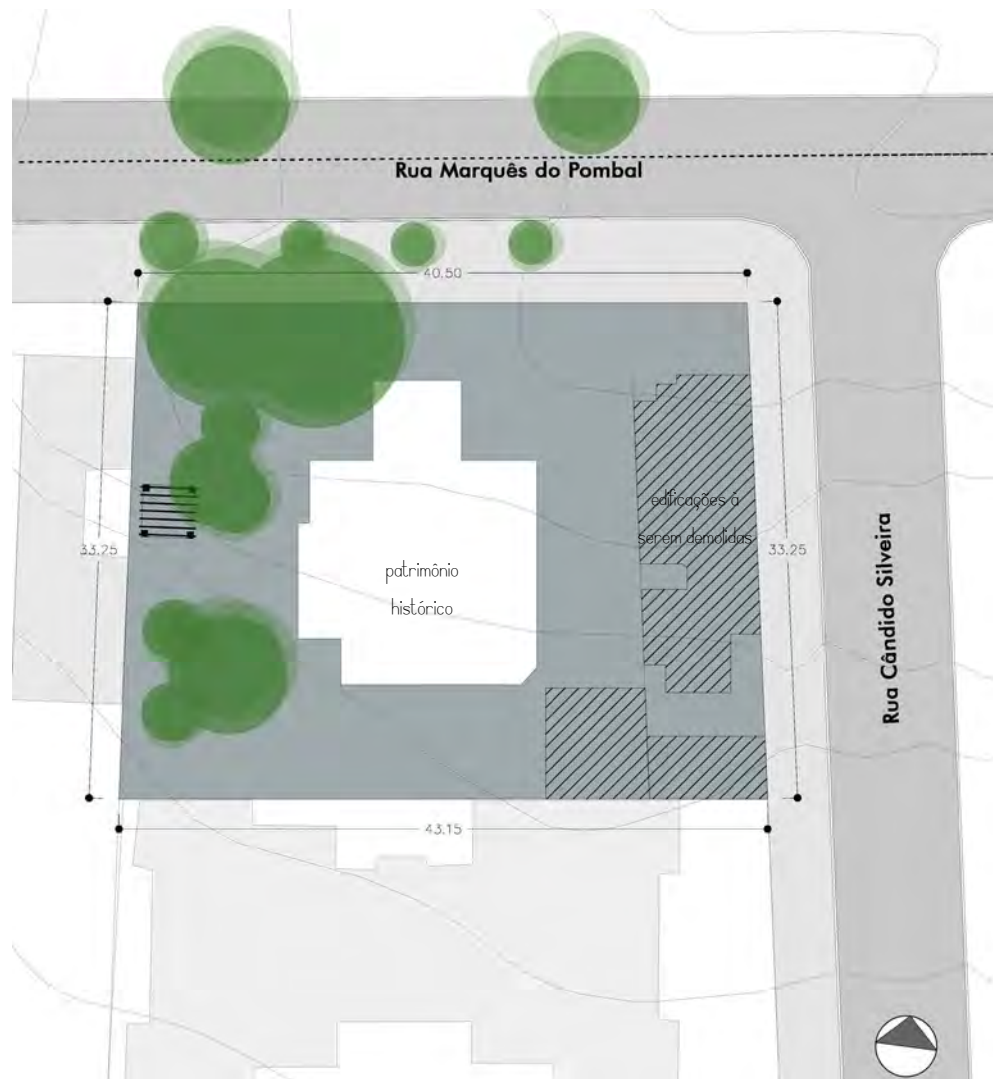 Rua Marquês do Pombal
40.50
33.25
33.25
edificações á
serem demolidas
patrimônio
histórico
Rua Cândido Silveira
43.15